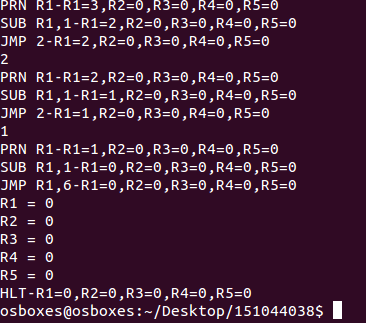 PRN R1-R1=3,R2=0,R3=0,R4=0,R5=0
SUB R1,1-R1=2,R2=0,R3=0,R4=0,R5=0
JMP 2-R1=2,R2=0,R3=0,R4=0,R5=0
2
PRN R1-R1=2,R2=0,R3=0,R4=0,R5=0
SUB R1,1-R1=1,R2=0,R3=0,R4=0,R5=0
JMP 2-R1=1,R2=0,R3=0,R4=0,R5=0
1
PRN R1-R1=1,R2=0,R3=0,R4=0,R5=0
SUB R1,1-R1=0,R2=0,R3=0,R4=0,R5=0
JMP R1,6-R1=0,R2=0,R3=0,R4=0,R5=0
R1 = 0
R2 = 0
R3 = 0
R4 = 0
R5 = 0
HLT-R1=0,R2=0,R3=0,R4=0,R5=0
osboxes@osboxes:~/Desktop/151044038$